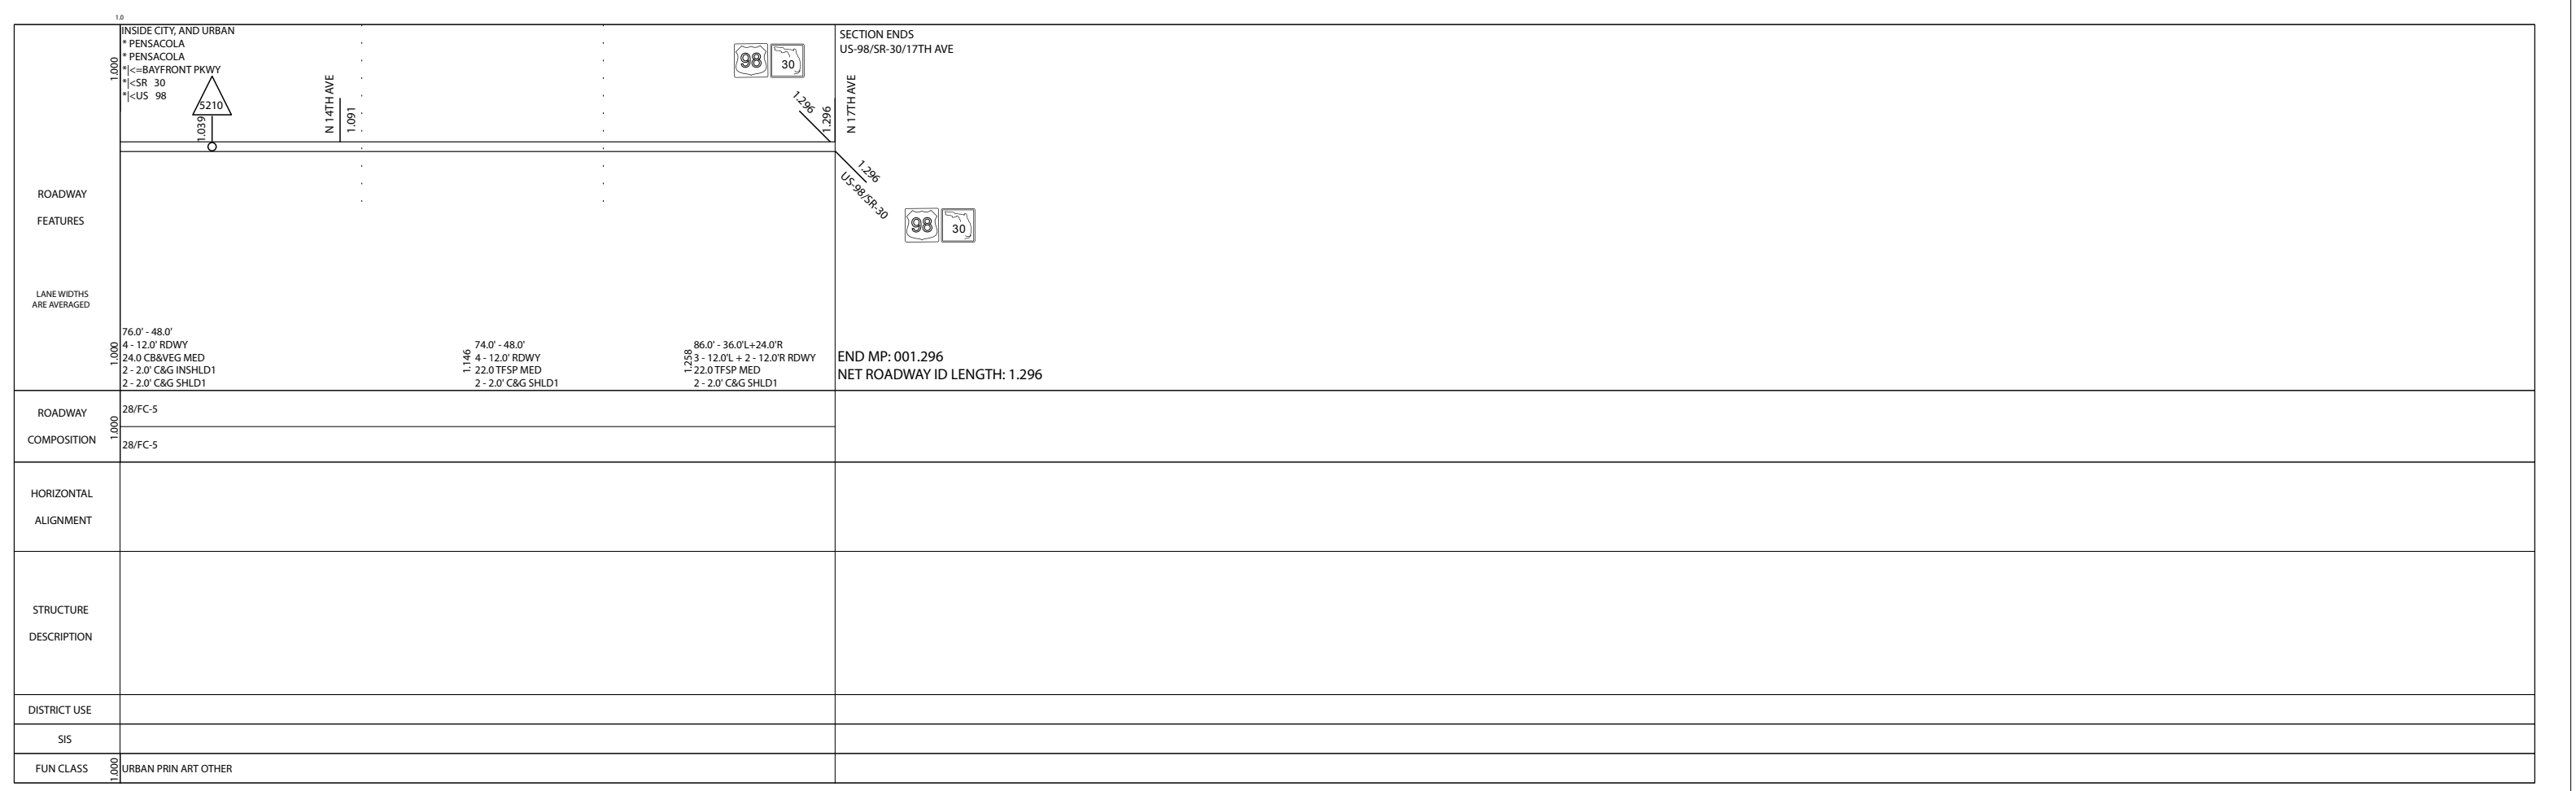 1.0
INSIDE CITY, AND URBAN
* PENSACOLA
* PENSACOLA
*|<=BAYFRONT PKWY
*|<SR 30
*|<US 98
1.000
5210
1.039
N 14TH AVE
1.091
98
30
1.296
1.296
N 17TH AVE
SECTION ENDS
US-98/SR-30/17TH AVE
1.296
US-98/SR-30
98
30
ROADWAY
FEATURES
LANE WIDTHS
ARE AVERAGED
1.000
76.0' - 48.0'
4 - 12.0' RDWY
24.0 CB&VEG MED
2 - 2.0' C&G INSHLD1
2 - 2.0' C&G SHLD1
1.146
74.0' - 48.0'
4 - 12.0' RDWY
22.0 TFSP MED
2 - 2.0' C&G SHLD1
1.258
86.0' - 36.0'L+24.0'R
3 - 12.0'L + 2 - 12.0'R RDWY
22.0 TFSP MED
2 - 2.0' C&G SHLD1
END MP: 001.296
NET ROADWAY ID LENGTH: 1.296
ROADWAY
COMPOSITION
1.000
28/FC-5
28/FC-5
HORIZONTAL
ALIGNMENT
STRUCTURE
DESCRIPTION
DISTRICT USE
SIS
FUN CLASS
1.000
URBAN PRIN ART OTHER